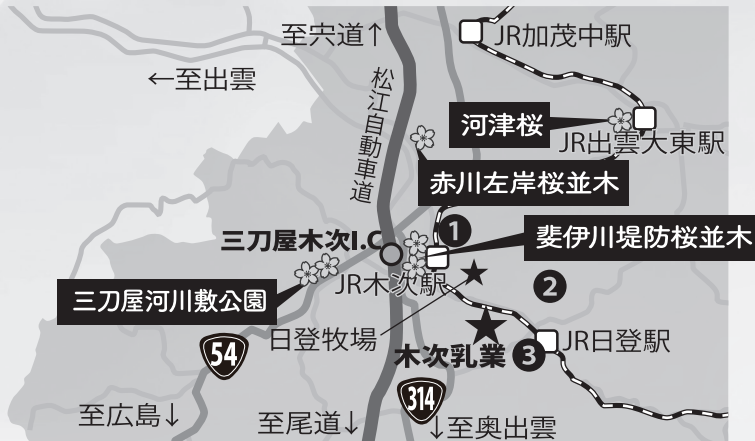 至宍道↑
JR加茂中駅
←至出雲
松江自動車道
河津桜
JR出雲大東駅
赤川左岸桜並木
❶
斐伊川堤防桜並木
三刀屋木次I.C
JR木次駅
❷
三刀屋河川敷公園
54
日登牧場
木次乳業
❸
JR日登駅
314
至広島↓
至尾道↓
↓至奥出雲